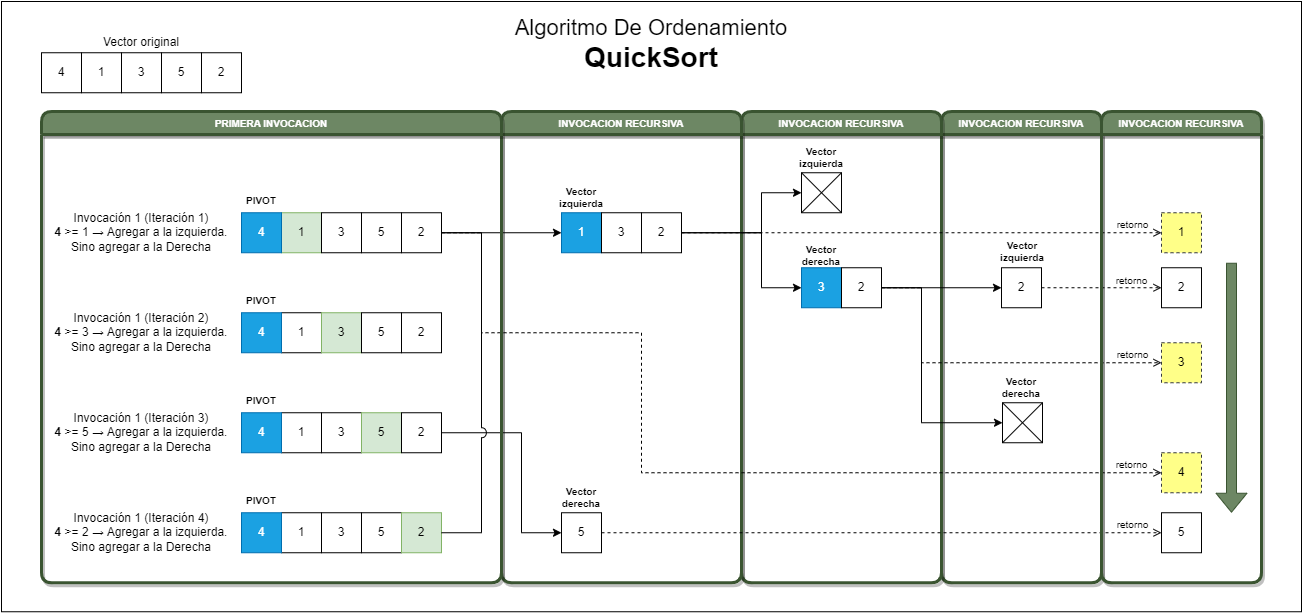 Algoritmo De Ordenamiento
QuickSort
Vector original
4 1 3 5 2
PRIMERA INVOCACION
INVOCACION RECURSIVA
INVOCACION RECURSIVA
INVOCACION RECURSIVA
INVOCACION RECURSIVA
Invocación 1 (Iteración 1)
4 >= 1 → Agregar a la izquierda.
Sino agregar a la Derecha
PIVOT
4 1 3 5 2
Invocación 1 (Iteración 2)
4 >= 3 → Agregar a la izquierda.
Sino agregar a la Derecha
PIVOT
4 1 3 5 2
Invocación 1 (Iteración 3)
4 >= 5 → Agregar a la izquierda.
Sino agregar a la Derecha
PIVOT
4 1 3 5 2
Invocación 1 (Iteración 4)
4 >= 2 → Agregar a la izquierda.
Sino agregar a la Derecha
PIVOT
4 1 3 5 2
Vector
izquierda
1 3 2
Vector
derecha
5
Vector
izquierda
Vector
derecha
3 2
Vector
izquierda
2
Vector
derecha
retorno
1
retorno
2
retorno
3
retorno
4
retorno
5